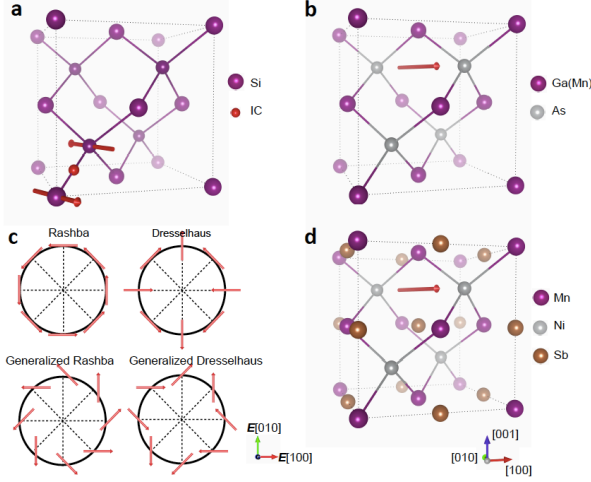 a
Si
IC
b
Ga(Mn)
As
c
Rashba
Dresselhaus
Generalized Rashba
Generalized Dresselhaus
E[010]
E[100]
d
Mn
Ni
Sb
[001]
[010]
[100]